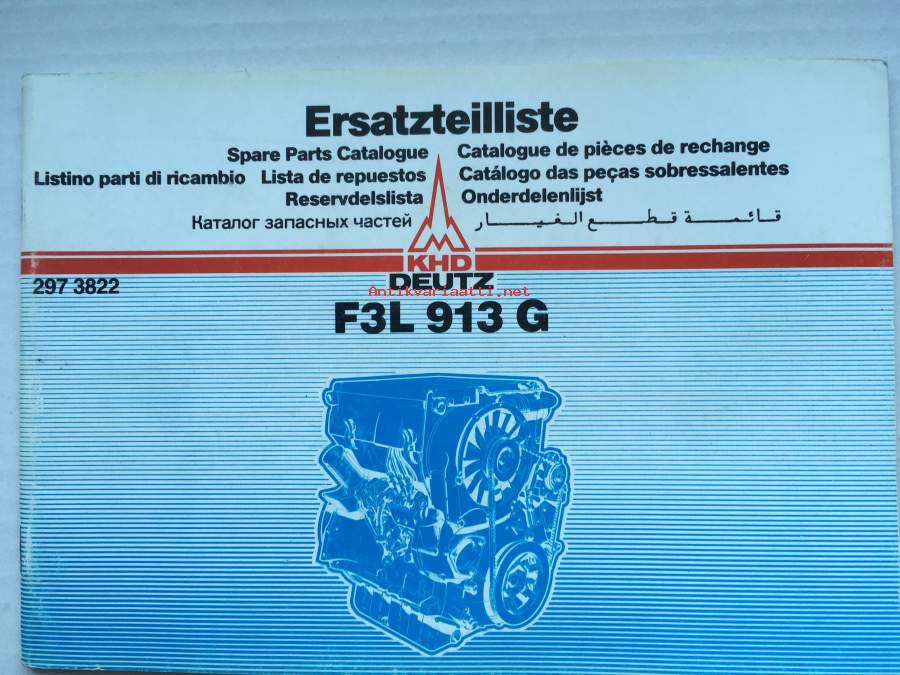 Ersatzteilliste
Spare Parts Catalogue Catalogue de pièces de rechange
Listino parti di ricambio Lista de repuestos Catálogo das peças sobressalentes
Reservdelslista Onderdelenlijst
Каталог запасных частей قائمة قطع الغيار
KHD
DEUTZ
297 3822
Antikvariaatti.net
F3L 913 G